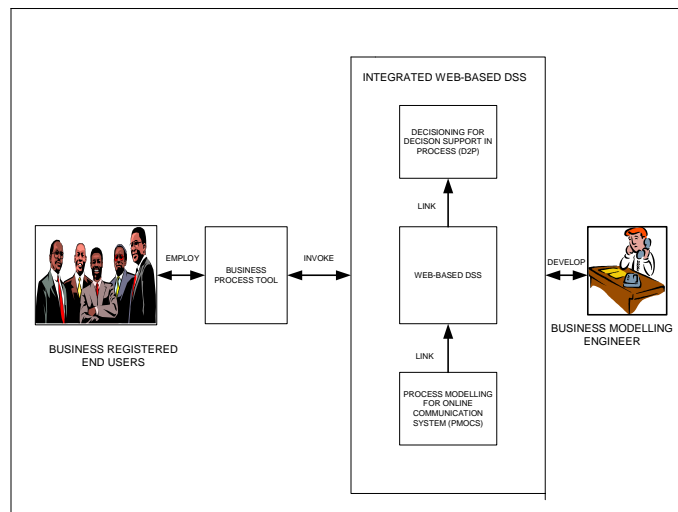 INTEGRATED WEB-BASED DSS
DECISIONING FOR
DECISON SUPPORT IN
PROCESS (D2P)
LINK
EMPLOY
BUSINESS
PROCESS TOOL
INVOKE
WEB-BASED DSS
DEVELOP
BUSINESS REGISTERED
END USERS
BUSINESS MODELLING
ENGINEER
LINK
PROCESS MODELLING
FOR ONLINE
COMMUNICATION
SYSTEM (PMOCS)